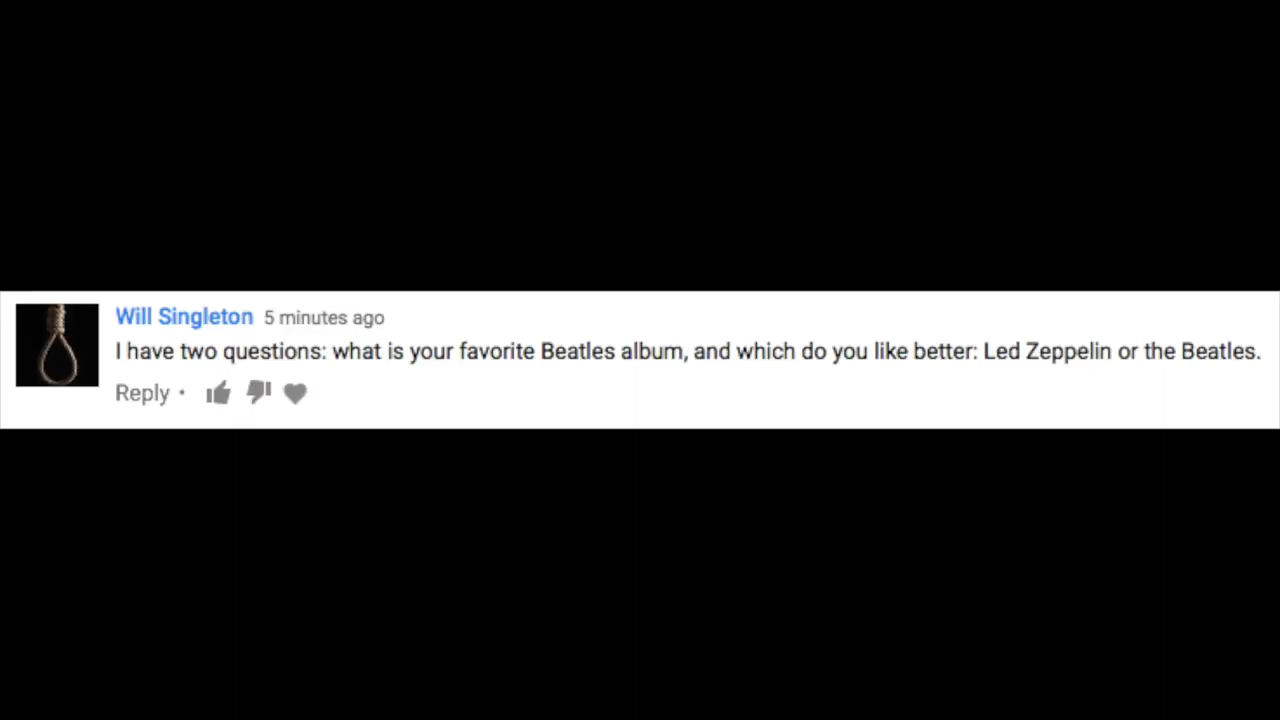 Will Singleton 5 minutes ago
I have two questions: what is your favorite Beatles album, and which do you like better: Led Zeppelin or the Beatles.
Reply •